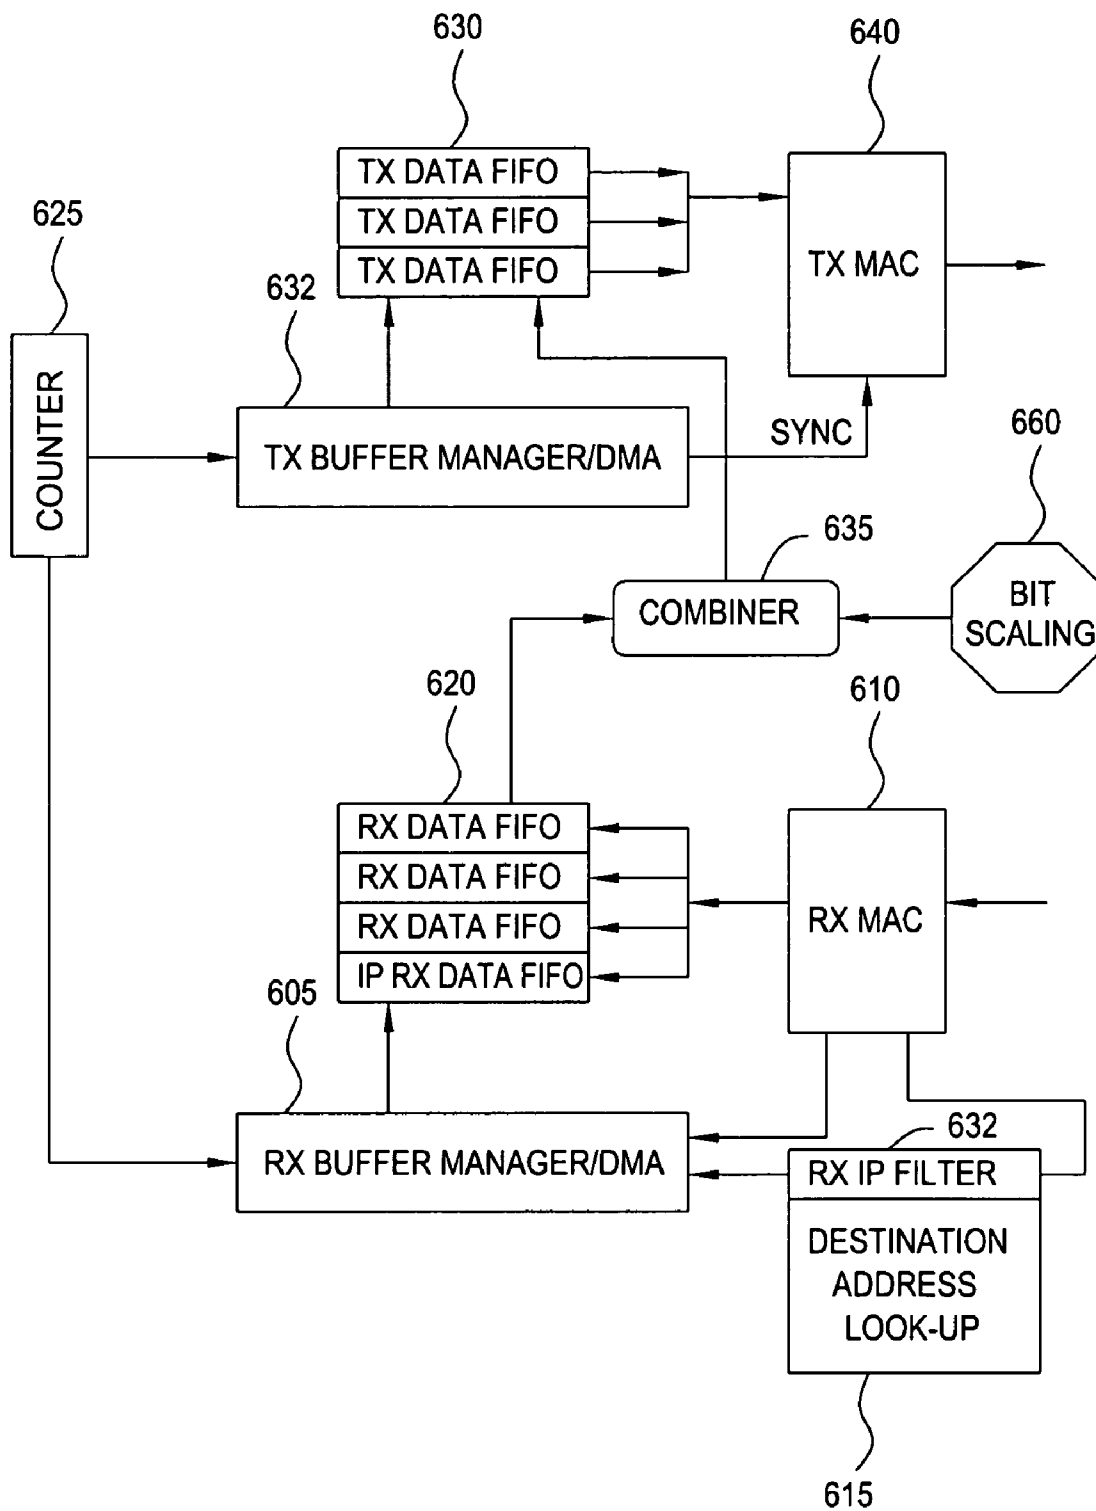 630
640
TX DATA FIFO
TX DATA FIFO
TX DATA FIFO
TX MAC
625
632
COUNTER
TX BUFFER MANAGER/DMA
SYNC
660
635
COMBINER
BIT
SCALING
620
610
RX DATA FIFO
RX DATA FIFO
RX DATA FIFO
IP RX DATA FIFO
RX MAC
605
RX BUFFER MANAGER/DMA
632
RX IP FILTER
DESTINATION
ADDRESS
LOOK-UP
615